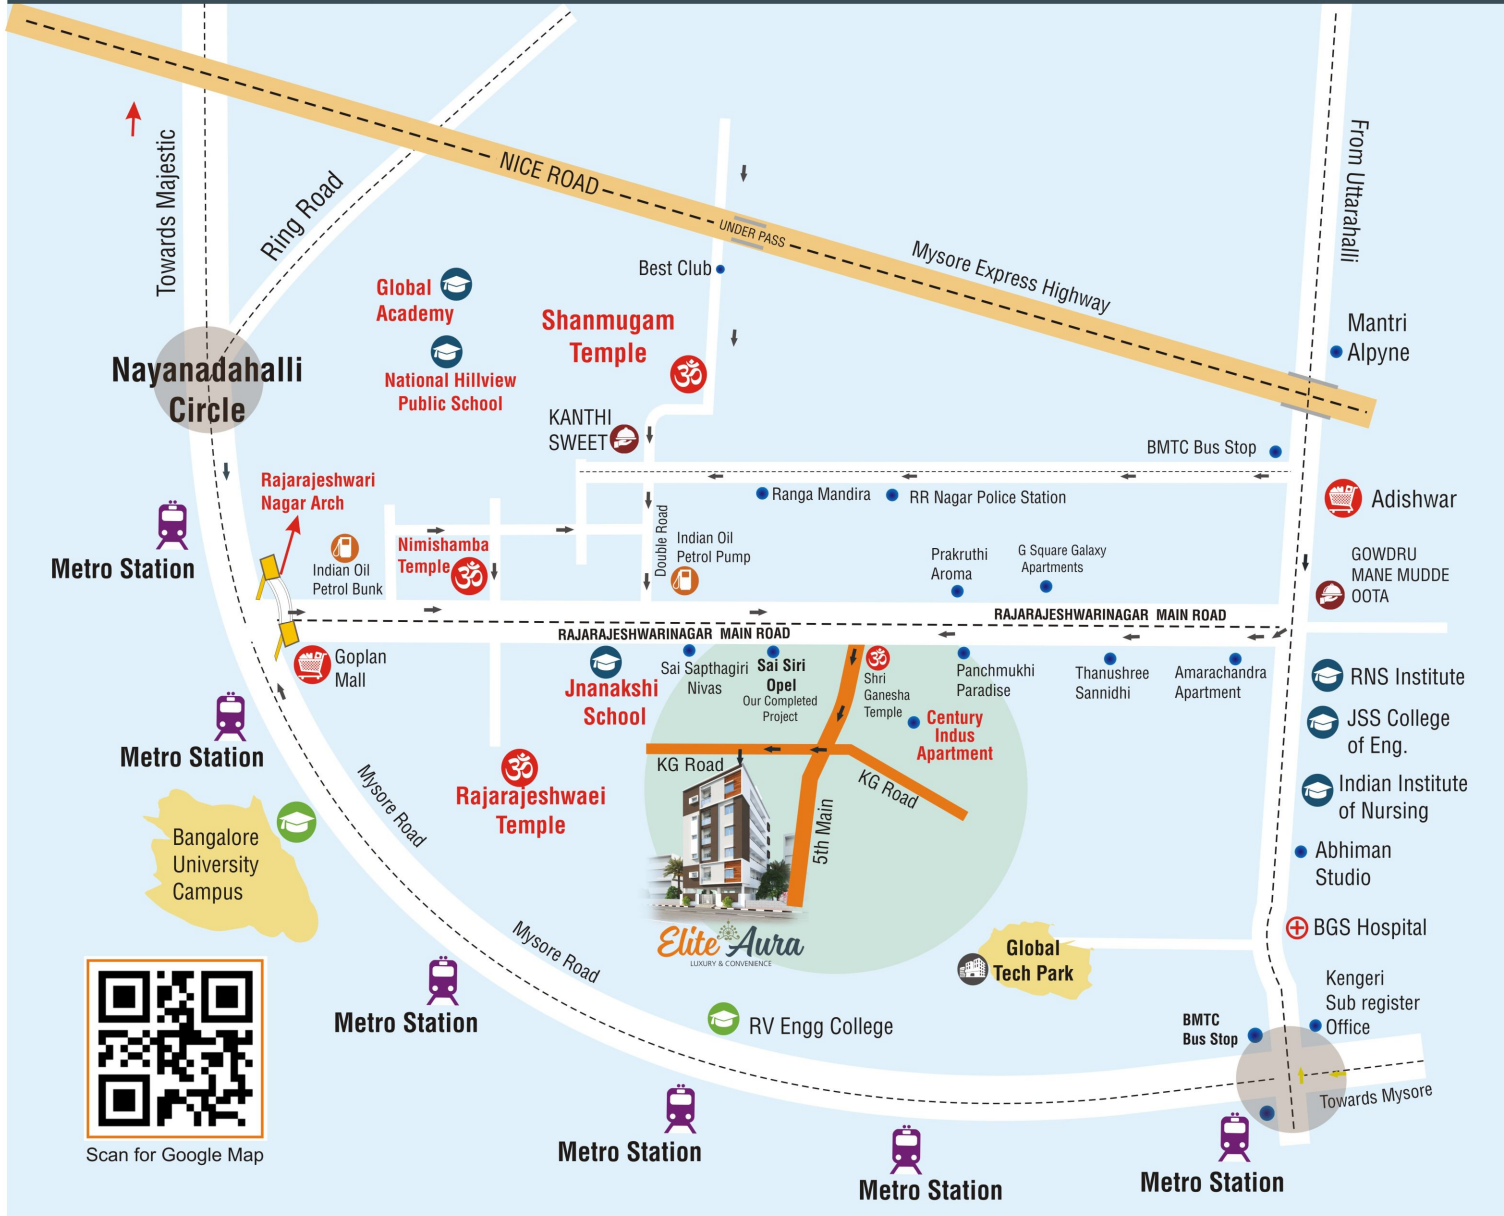 Towards Majestic
Ring Road
NICE ROAD
UNDER PASS
Mysore Express Highway
From Uttarahalli
Best Club
Global
Academy
Shanmugam
Temple
National Hillview
Public School
Mantri
Alpyne
Nayanadahalli
Circle
KANTHI
SWEET
BMTC Bus Stop
Rajarajeshwari
Nagar Arch
Ranga Mandira
RR Nagar Police Station
Adishwar
Metro Station
Indian Oil
Petrol Bunk
Nimishamba
Temple
Double Road
Indian Oil
Petrol Pump
Prakruthi
Aroma
G Square Galaxy
Apartments
GOWDRU
MANE MUDDE
OOTA
RAJARAJESHWARINAGAR MAIN ROAD
RAJARAJESHWARINAGAR MAIN ROAD
Goplan
Mall
Jnanakshi
School
Sai Sapthagiri
Nivas
Sai Siri
Opel
Our Completed
Project
Shri
Ganesha
Temple
Panchmukhi
Paradise
Thanushree
Sannidhi
Amarachandra
Apartment
RNS Institute
Century
Indus
Apartment
JSS College
of Eng.
Metro Station
KG Road
KG Road
Rajarajeshwaei
Temple
Mysore Road
5th Main
Indian Institute
of Nursing
Bangalore
University
Campus
Abhiman
Studio
Elite Aura
LUXURY & CONVENIENCE
Mysore Road
BGS Hospital
Global
Tech Park
Kengeri
Sub register
Office
Metro Station
RV Engg College
BMTC
Bus Stop
Towards Mysore
Scan for Google Map
Metro Station
Metro Station
Metro Station